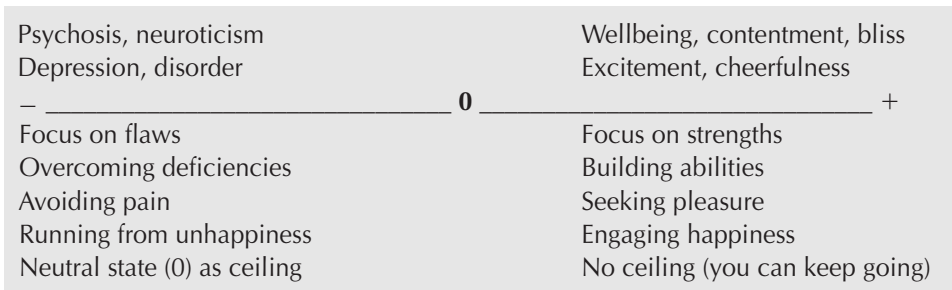 Psychosis, neuroticism Wellbeing, contentment, bliss
Depression, disorder Excitement, cheerfulness
– ________________________________ 0 ________________________________ +
Focus on flaws Focus on strengths
Overcoming deficiencies Building abilities
Avoiding pain Seeking pleasure
Running from unhappiness Engaging happiness
Neutral state (0) as ceiling No ceiling (you can keep going)